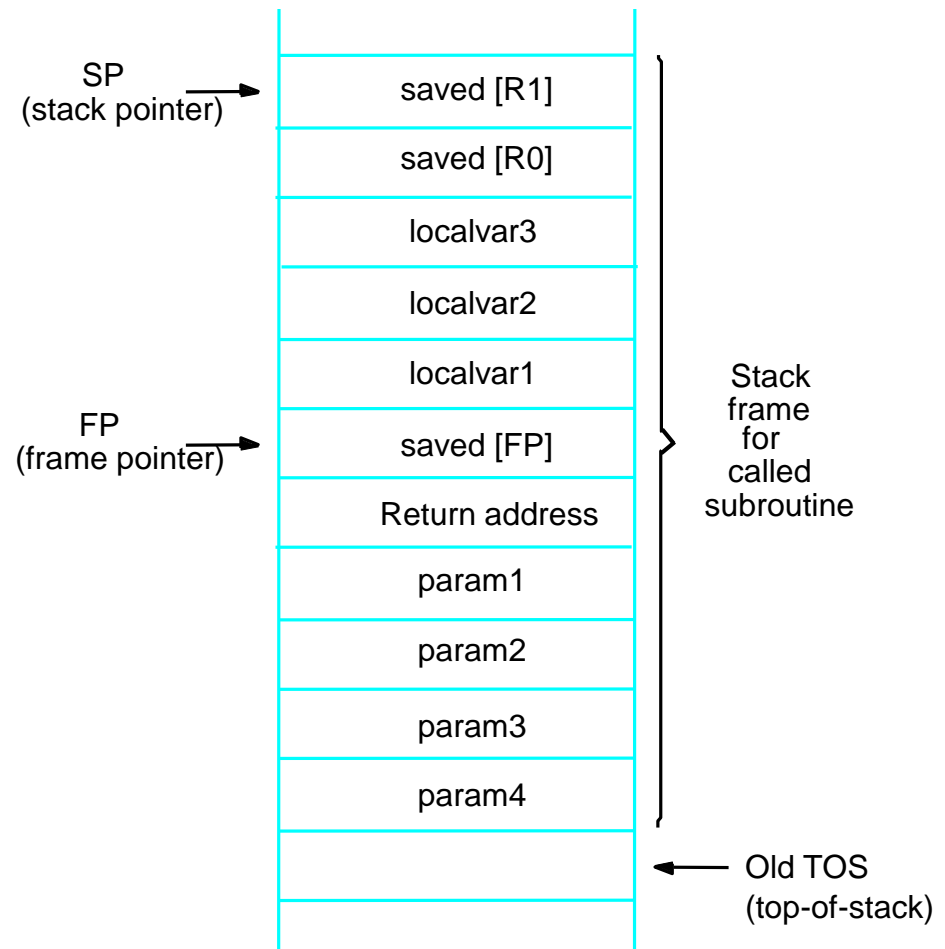 SP
(stack pointer)
saved [R1]
saved [R0]
localvar3
localvar2
localvar1
FP
(frame pointer)
saved [FP]
Return address
param1
param2
param3
param4
Stack
frame
for
called
subroutine
Old TOS
(top-of-stack)